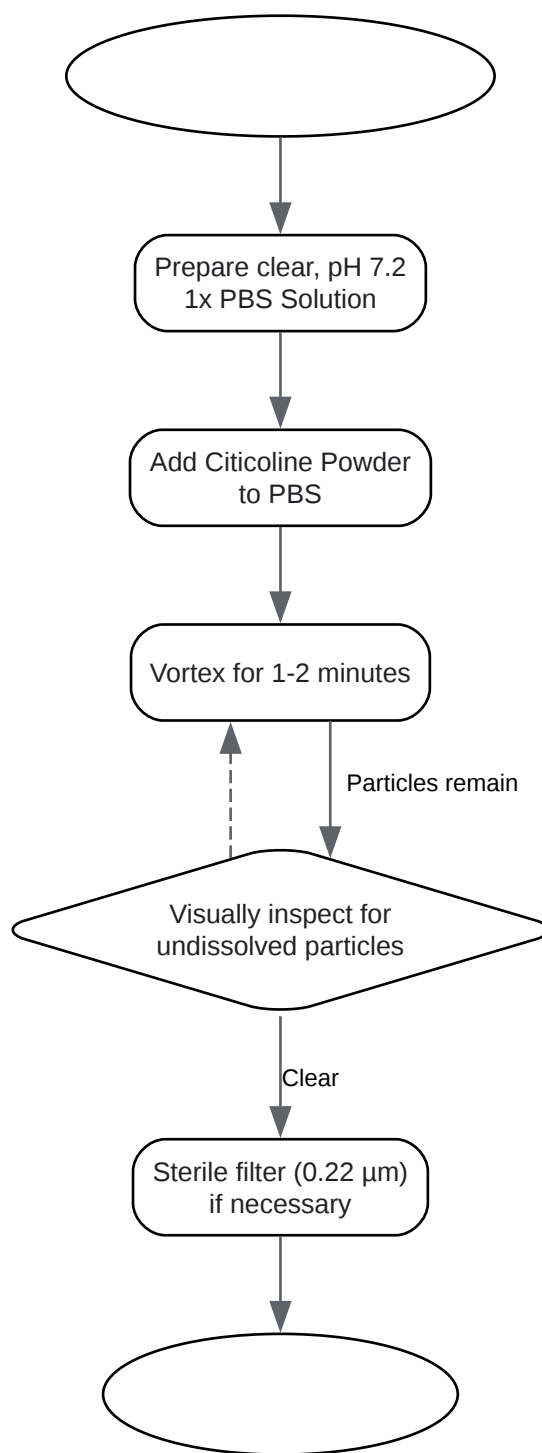 Prepare clear, pH 7.2
1x PBS Solution
Add Citicoline Powder
to PBS
Vortex for 1-2 minutes
Particles remain
Visually inspect for
undissolved particles
Clear
Sterile filter (0.22 µm)
if necessary